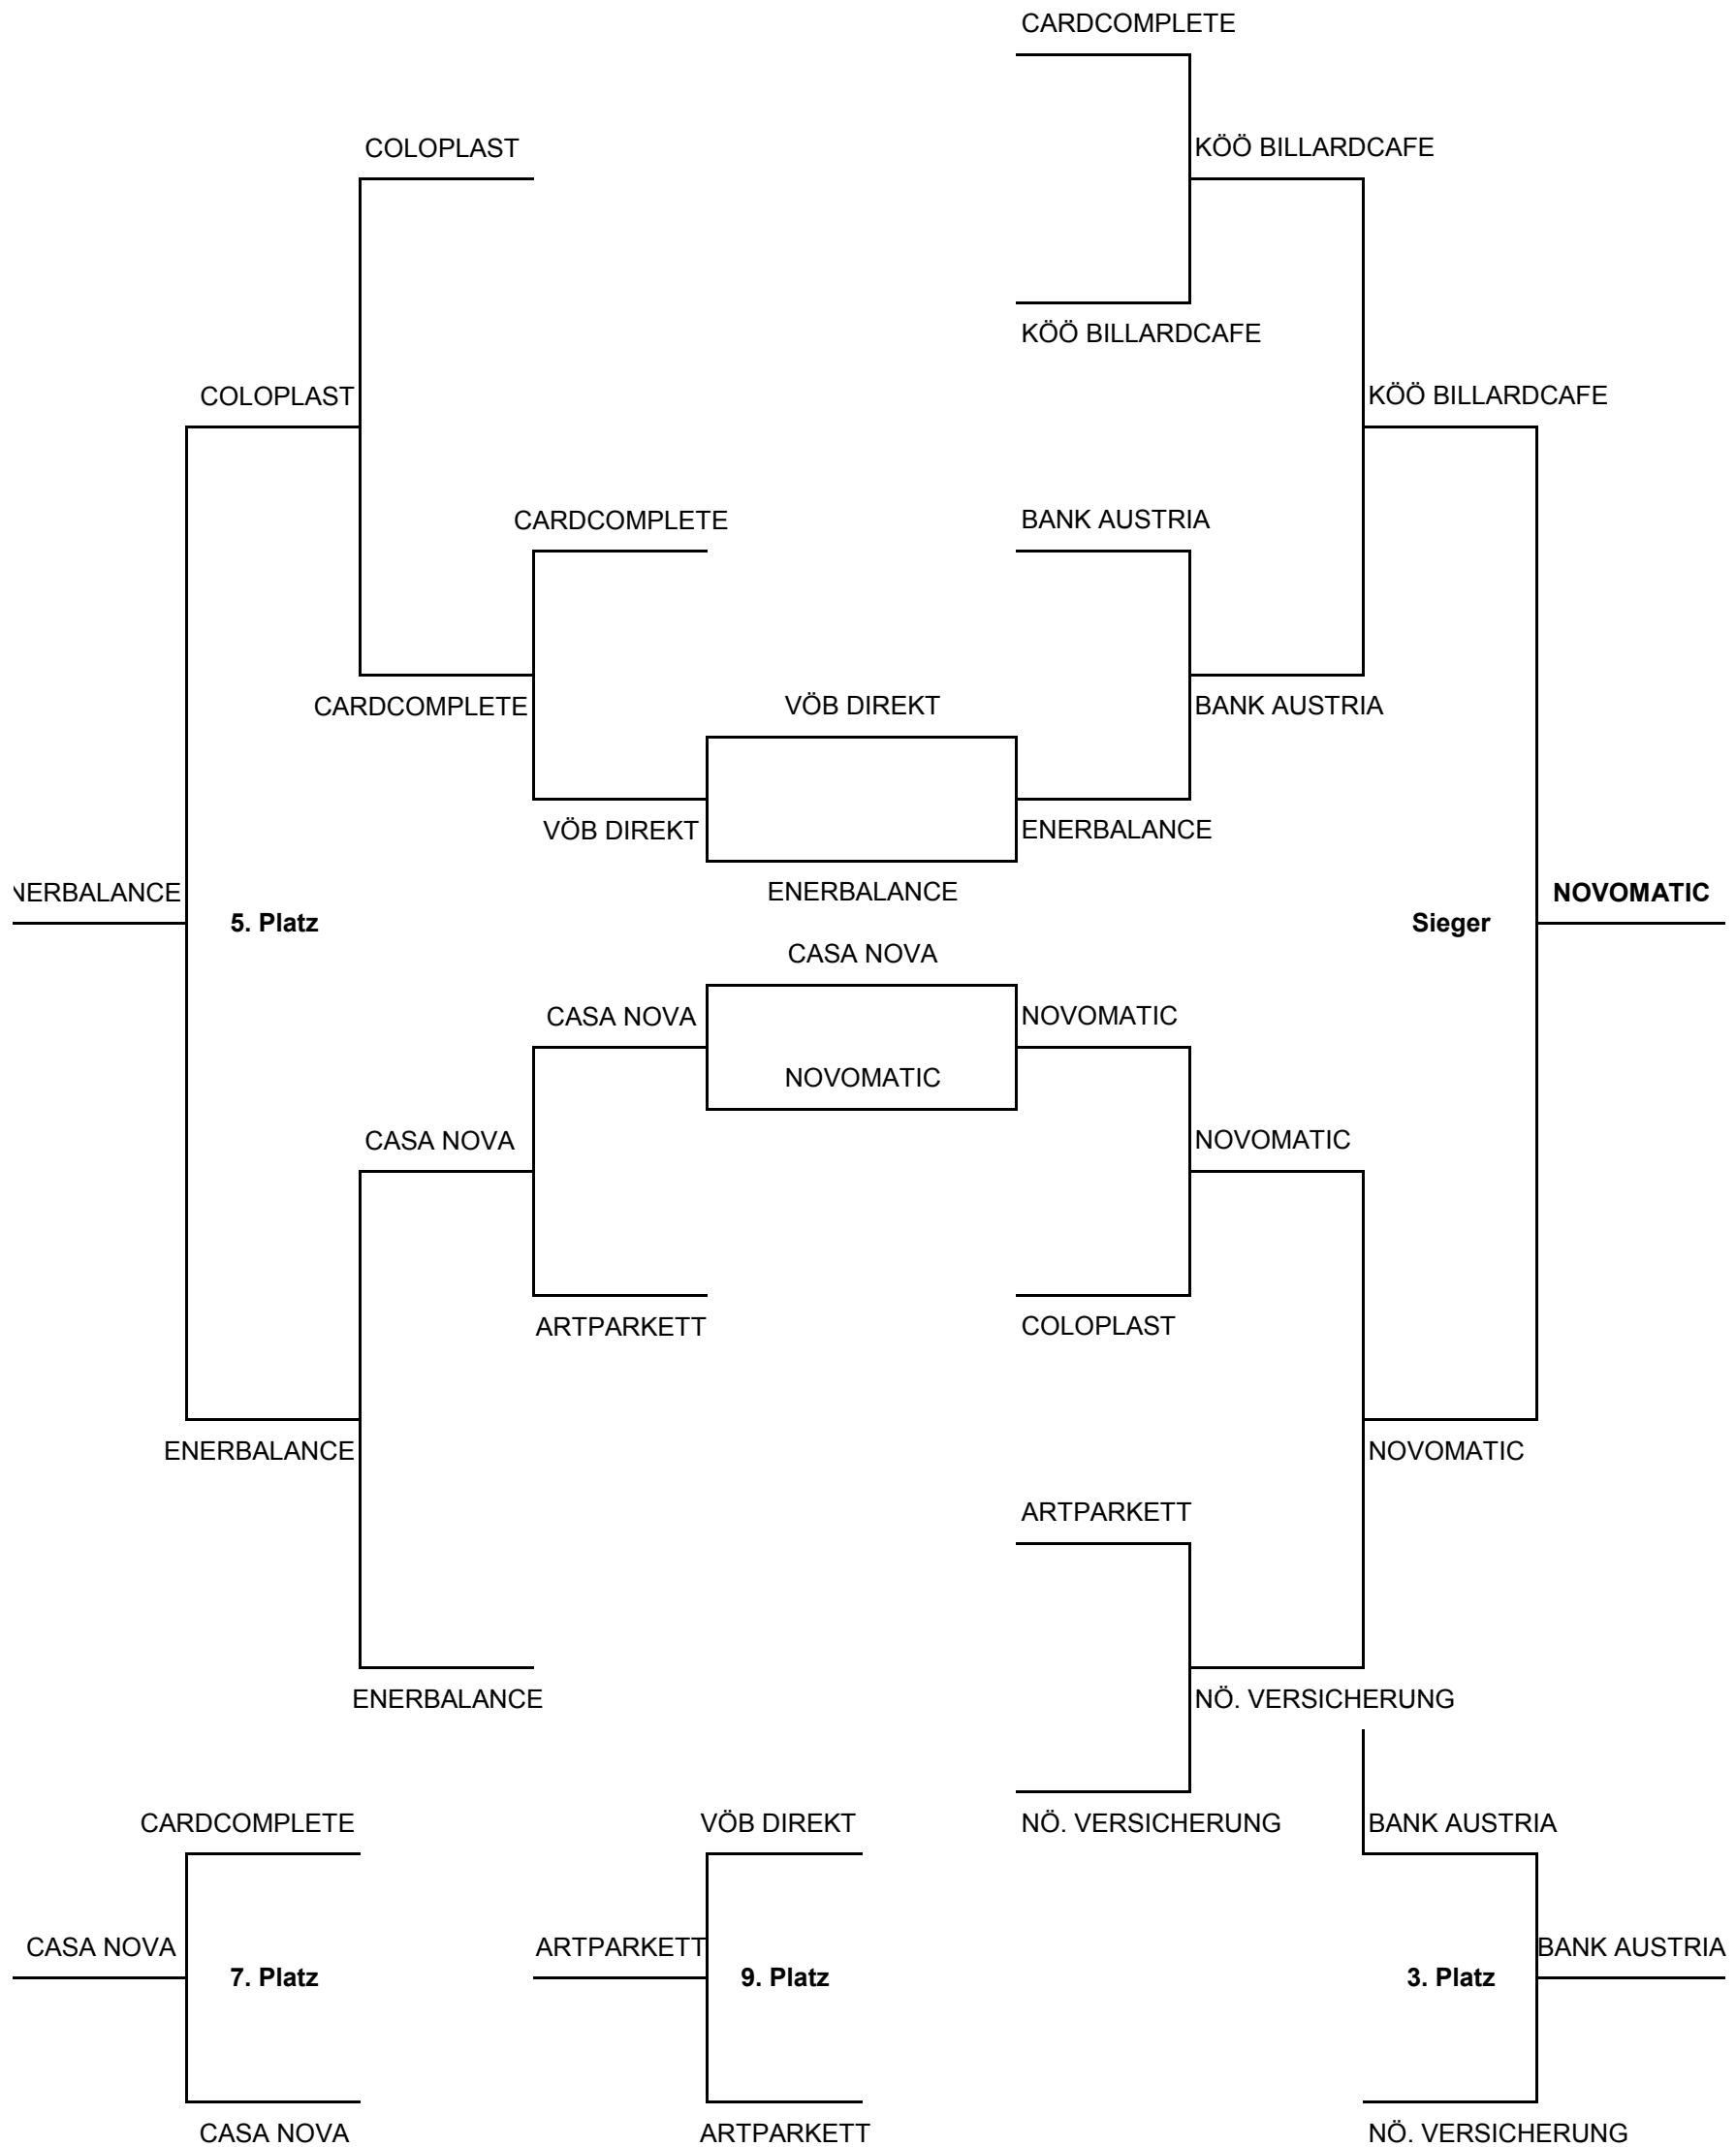 CARDCOMPLETE
COLOPLAST
KÖÖ BILLARDCAFE
KÖÖ BILLARDCAFE
COLOPLAST
KÖÖ BILLARDCAFE
CARDCOMPLETE
BANK AUSTRIA
CARDCOMPLETE
VÖB DIREKT
BANK AUSTRIA
VÖB DIREKT
ENERBALANCE
NERBALANCE
ENERBALANCE
NOVOMATIC
5. Platz
Sieger
CASA NOVA
CASA NOVA
NOVOMATIC
NOVOMATIC
CASA NOVA
NOVOMATIC
ARTPARKETT
COLOPLAST
ENERBALANCE
NOVOMATIC
ARTPARKETT
ENERBALANCE
NÖ. VERSICHERUNG
CARDCOMPLETE
VÖB DIREKT
NÖ. VERSICHERUNG
BANK AUSTRIA
CASA NOVA
ARTPARKETT
BANK AUSTRIA
7. Platz
9. Platz
3. Platz
CASA NOVA
ARTPARKETT
NÖ. VERSICHERUNG